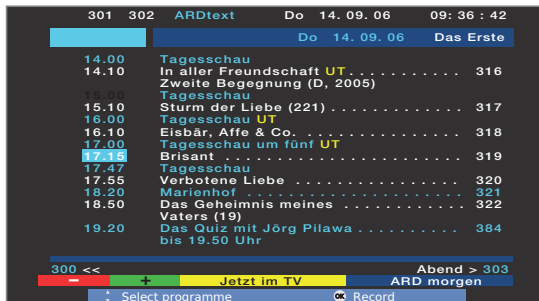 301 302 ARDtext Do 14. 09. 06 09: 36 : 42
Do 14. 09. 06 Das Erste
14.00 Tagesschau
14.10 In aller Freundschaft UT . . . . . . . . . . . 316
Zweite Begegnung (D, 2005)
15.00 Tagesschau
15.10 Sturm der Liebe (221) . . . . . . . . . . . . . 317
16.00 Tagesschau UT
16.10 Eisbär, Affe & Co. . . . . . . . . . . . . . . . . 318
17.00 Tagesschau um fünf UT
17.15 Brisant . . . . . . . . . . . . . . . . . . . . . . . . 319
17.47 Tagesschau
17.55 Verbotene Liebe . . . . . . . . . . . . . . . . . 320
18.20 Marienhof . . . . . . . . . . . . . . . . . . . . . . 321
18.50 Das Geheimnis meines . . . . . . . . . . . 322
Vaters (19)
19.20 Das Quiz mit Jörg Pilawa . . . . . . . . . . 384
bis 19.50 Uhr
300 << Abend > 303
– + Jetzt im TV ARD morgen
Select programme OK Record